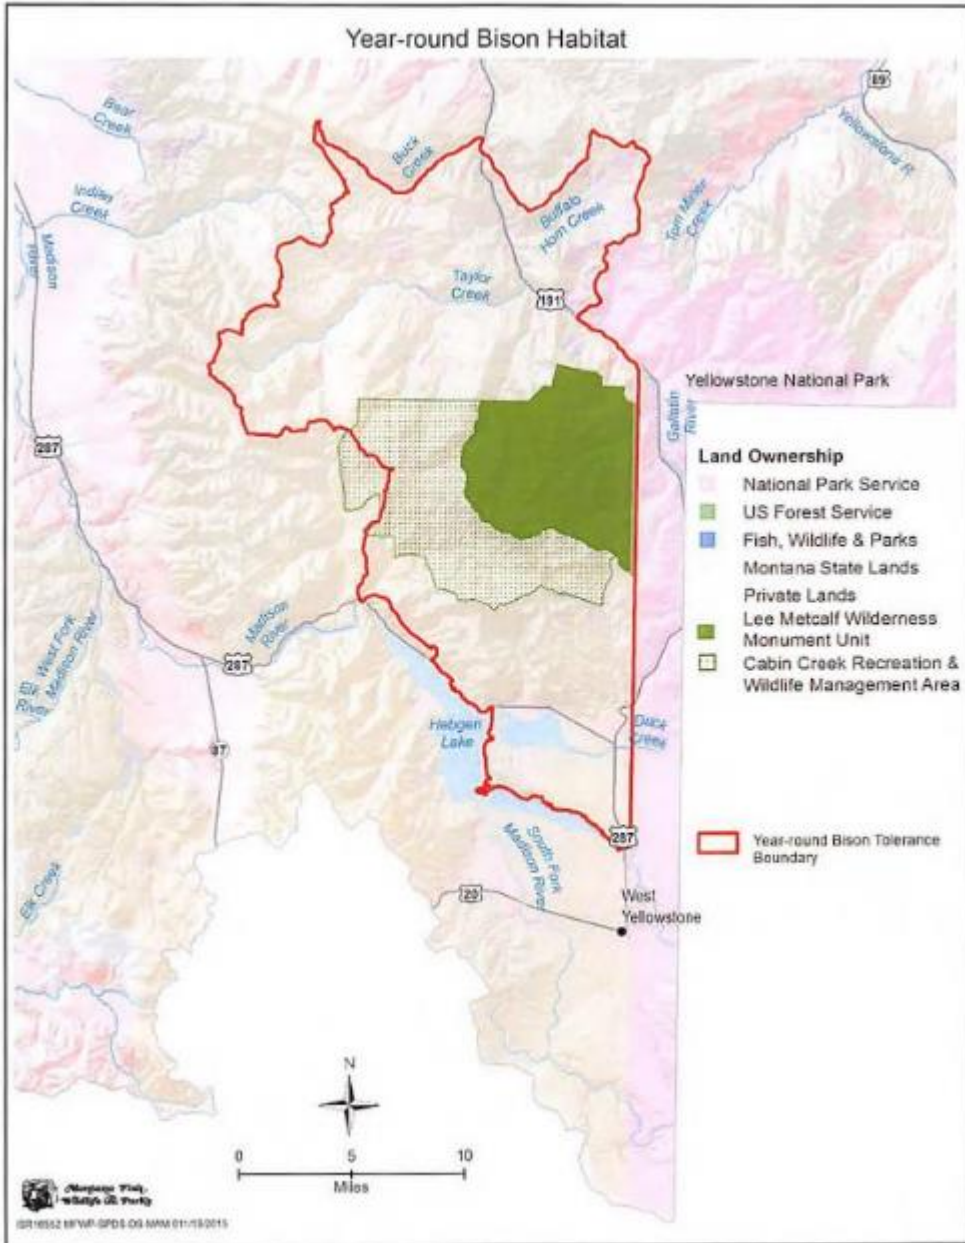 Year-round Bison Habitat
89
Bear
Creek
Buck
Creek
Yellowstone R.
Indian
Creek
Buffalo
Horn Creek
Tom Miner
Creek
Madison
River
Taylor
Creek
191
Yellowstone National Park
Gallatin
River
287
Land Ownership
National Park Service
US Forest Service
Fish, Wildlife & Parks
Montana State Lands
Private Lands
Lee Metcalf Wilderness
Monument Unit
Cabin Creek Recreation &
Wildlife Management Area
Madison
River
287
West Fork
Madison River
Elk
River
87
Hebgen
Lake
Duck
Creek
287
Year-round Bison Tolerance
Boundary
South Fork
Madison River
20
West
Yellowstone
Elk Creek
N
0 5 10
Miles
Montana Fish,
Wildlife & Parks